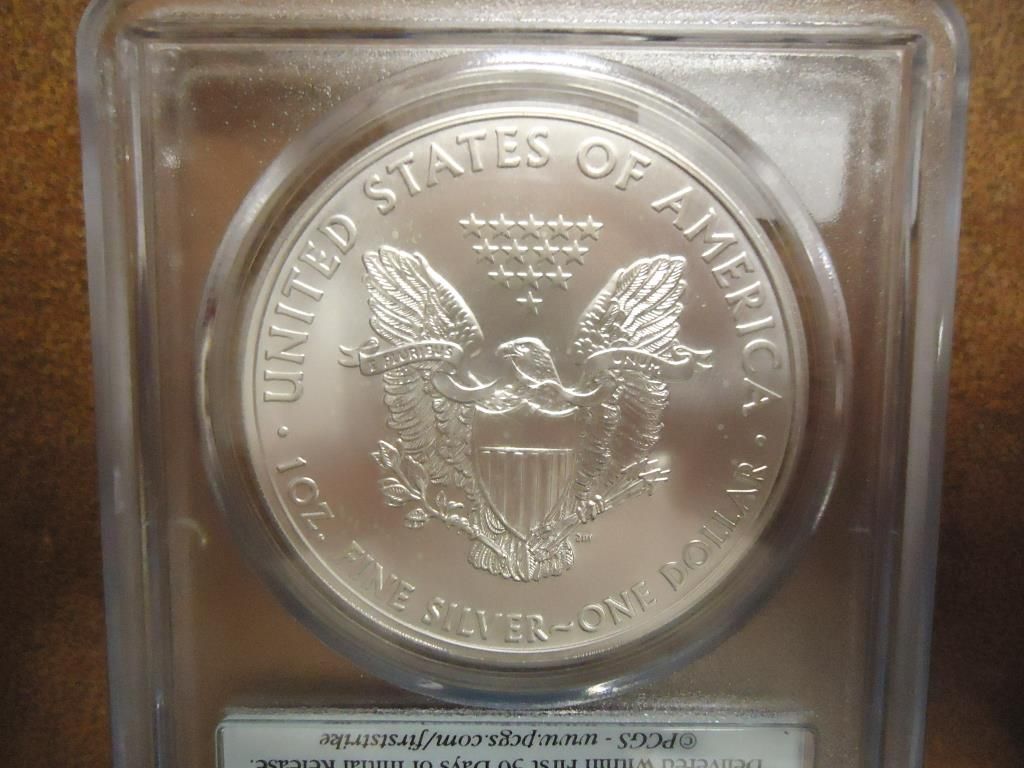 UNITED STATES OF AMERICA
PLURIBUS UNUM
1 OZ. FINE SILVER~ONE DOLLAR
©PCGS - www.pcgs.com/firststrike
Delivered Within First 30 Days of Initial Release.